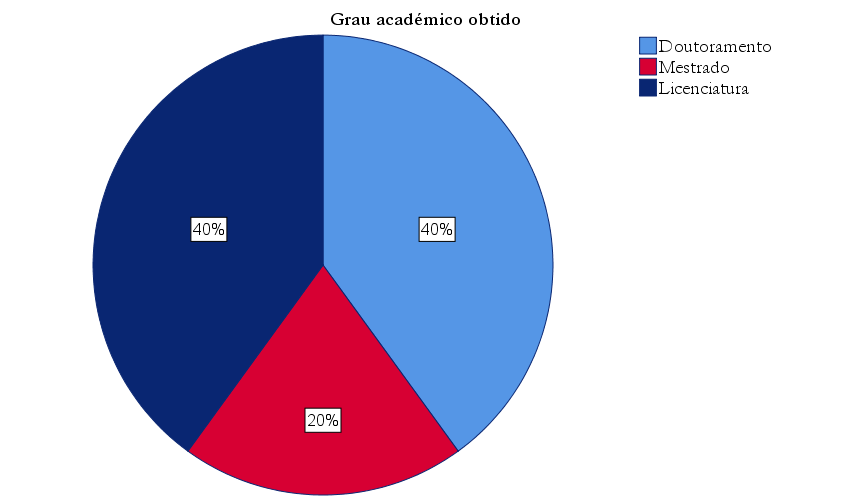 Grau académico obtido
Doutoramento
Mestrado
Licenciatura
40%
40%
20%